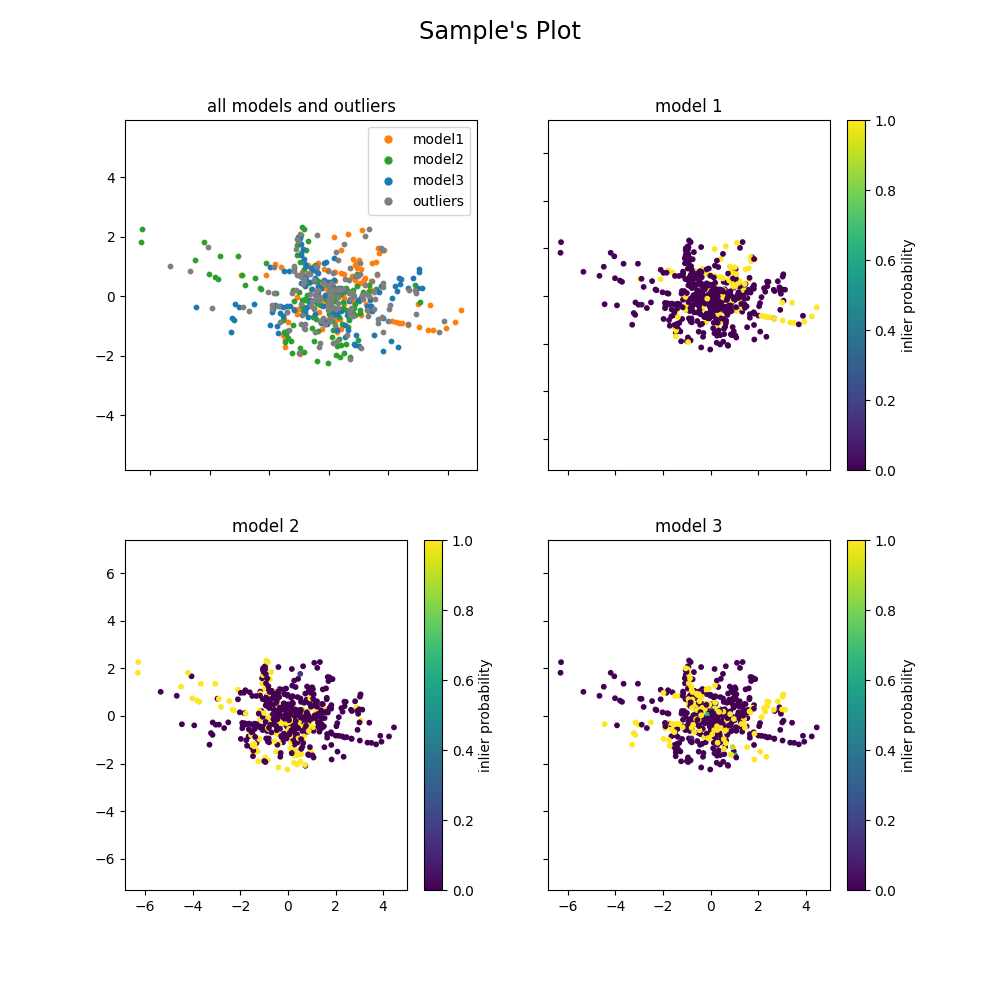 Sample's Plot
all models and outliers
model1
model2
model3
outliers
4
2
0
−2
−4
model 1
1.0
0.8
0.6
0.4
0.2
0.0
inlier probability
model 2
6
4
2
0
−2
−4
−6
−6 −4 −2 0 2 4
1.0
0.8
0.6
0.4
0.2
0.0
inlier probability
model 3
−6 −4 −2 0 2 4
1.0
0.8
0.6
0.4
0.2
0.0
inlier probability